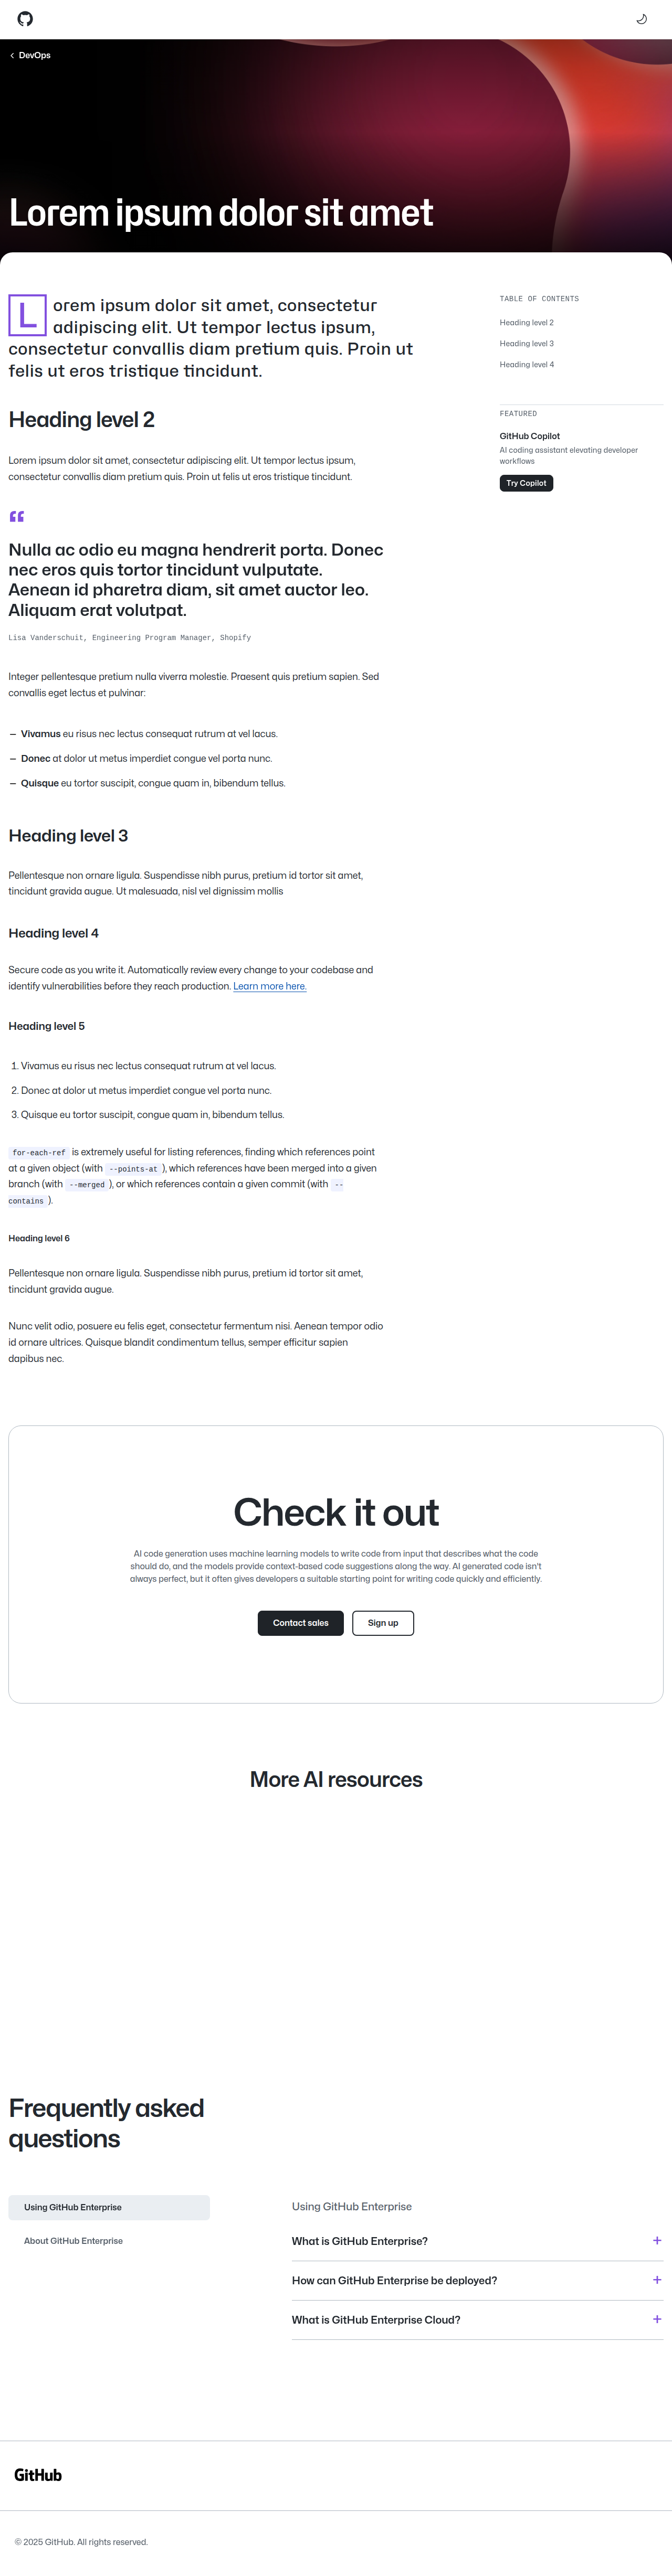 DevOps
Lorem ipsum dolor sit amet
Lorem ipsum dolor sit amet, consectetur
adipiscing elit. Ut tempor lectus ipsum,
consectetur convallis diam pretium quis. Proin ut
felis ut eros tristique tincidunt.
Heading level 2
Lorem ipsum dolor sit amet, consectetur adipiscing elit. Ut tempor lectus ipsum,
consectetur convallis diam pretium quis. Proin ut felis ut eros tristique tincidunt.
“
Nulla ac odio eu magna hendrerit porta. Donec
nec eros quis tortor tincidunt vulputate.
Aenean id pharetra diam, sit amet auctor leo.
Aliquam erat volutpat.
Lisa Vanderschuit, Engineering Program Manager, Shopify
Integer pellentesque pretium nulla viverra molestie. Praesent quis pretium sapien. Sed
convallis eget lectus et pulvinar:
— Vivamus eu risus nec lectus consequat rutrum at vel lacus.
— Donec at dolor ut metus imperdiet congue vel porta nunc.
— Quisque eu tortor suscipit, congue quam in, bibendum tellus.
Heading level 3
Pellentesque non ornare ligula. Suspendisse nibh purus, pretium id tortor sit amet,
tincidunt gravida augue. Ut malesuada, nisl vel dignissim mollis
Heading level 4
Secure code as you write it. Automatically review every change to your codebase and
identify vulnerabilities before they reach production. Learn more here.
Heading level 5
1. Vivamus eu risus nec lectus consequat rutrum at vel lacus.
2. Donec at dolor ut metus imperdiet congue vel porta nunc.
3. Quisque eu tortor suscipit, congue quam in, bibendum tellus.
for-each-ref is extremely useful for listing references, finding which references point
at a given object (with --points-at ), which references have been merged into a given
branch (with --merged ), or which references contain a given commit (with --
contains ).
Heading level 6
Pellentesque non ornare ligula. Suspendisse nibh purus, pretium id tortor sit amet,
tincidunt gravida augue.
Nunc velit odio, posuere eu felis eget, consectetur fermentum nisi. Aenean tempor odio
id ornare ultrices. Quisque blandit condimentum tellus, semper efficitur sapien
dapibus nec.
TABLE OF CONTENTS
Heading level 2
Heading level 3
Heading level 4
FEATURED
GitHub Copilot
AI coding assistant elevating developer
workflows
Try Copilot
Check it out
AI code generation uses machine learning models to write code from input that describes what the code
should do, and the models provide context-based code suggestions along the way. AI generated code isn't
always perfect, but it often gives developers a suitable starting point for writing code quickly and efficiently.
Contact sales
Sign up
More AI resources
Frequently asked
questions
Using GitHub Enterprise
About GitHub Enterprise
Using GitHub Enterprise
What is GitHub Enterprise?
How can GitHub Enterprise be deployed?
What is GitHub Enterprise Cloud?
GitHub
© 2025 GitHub. All rights reserved.